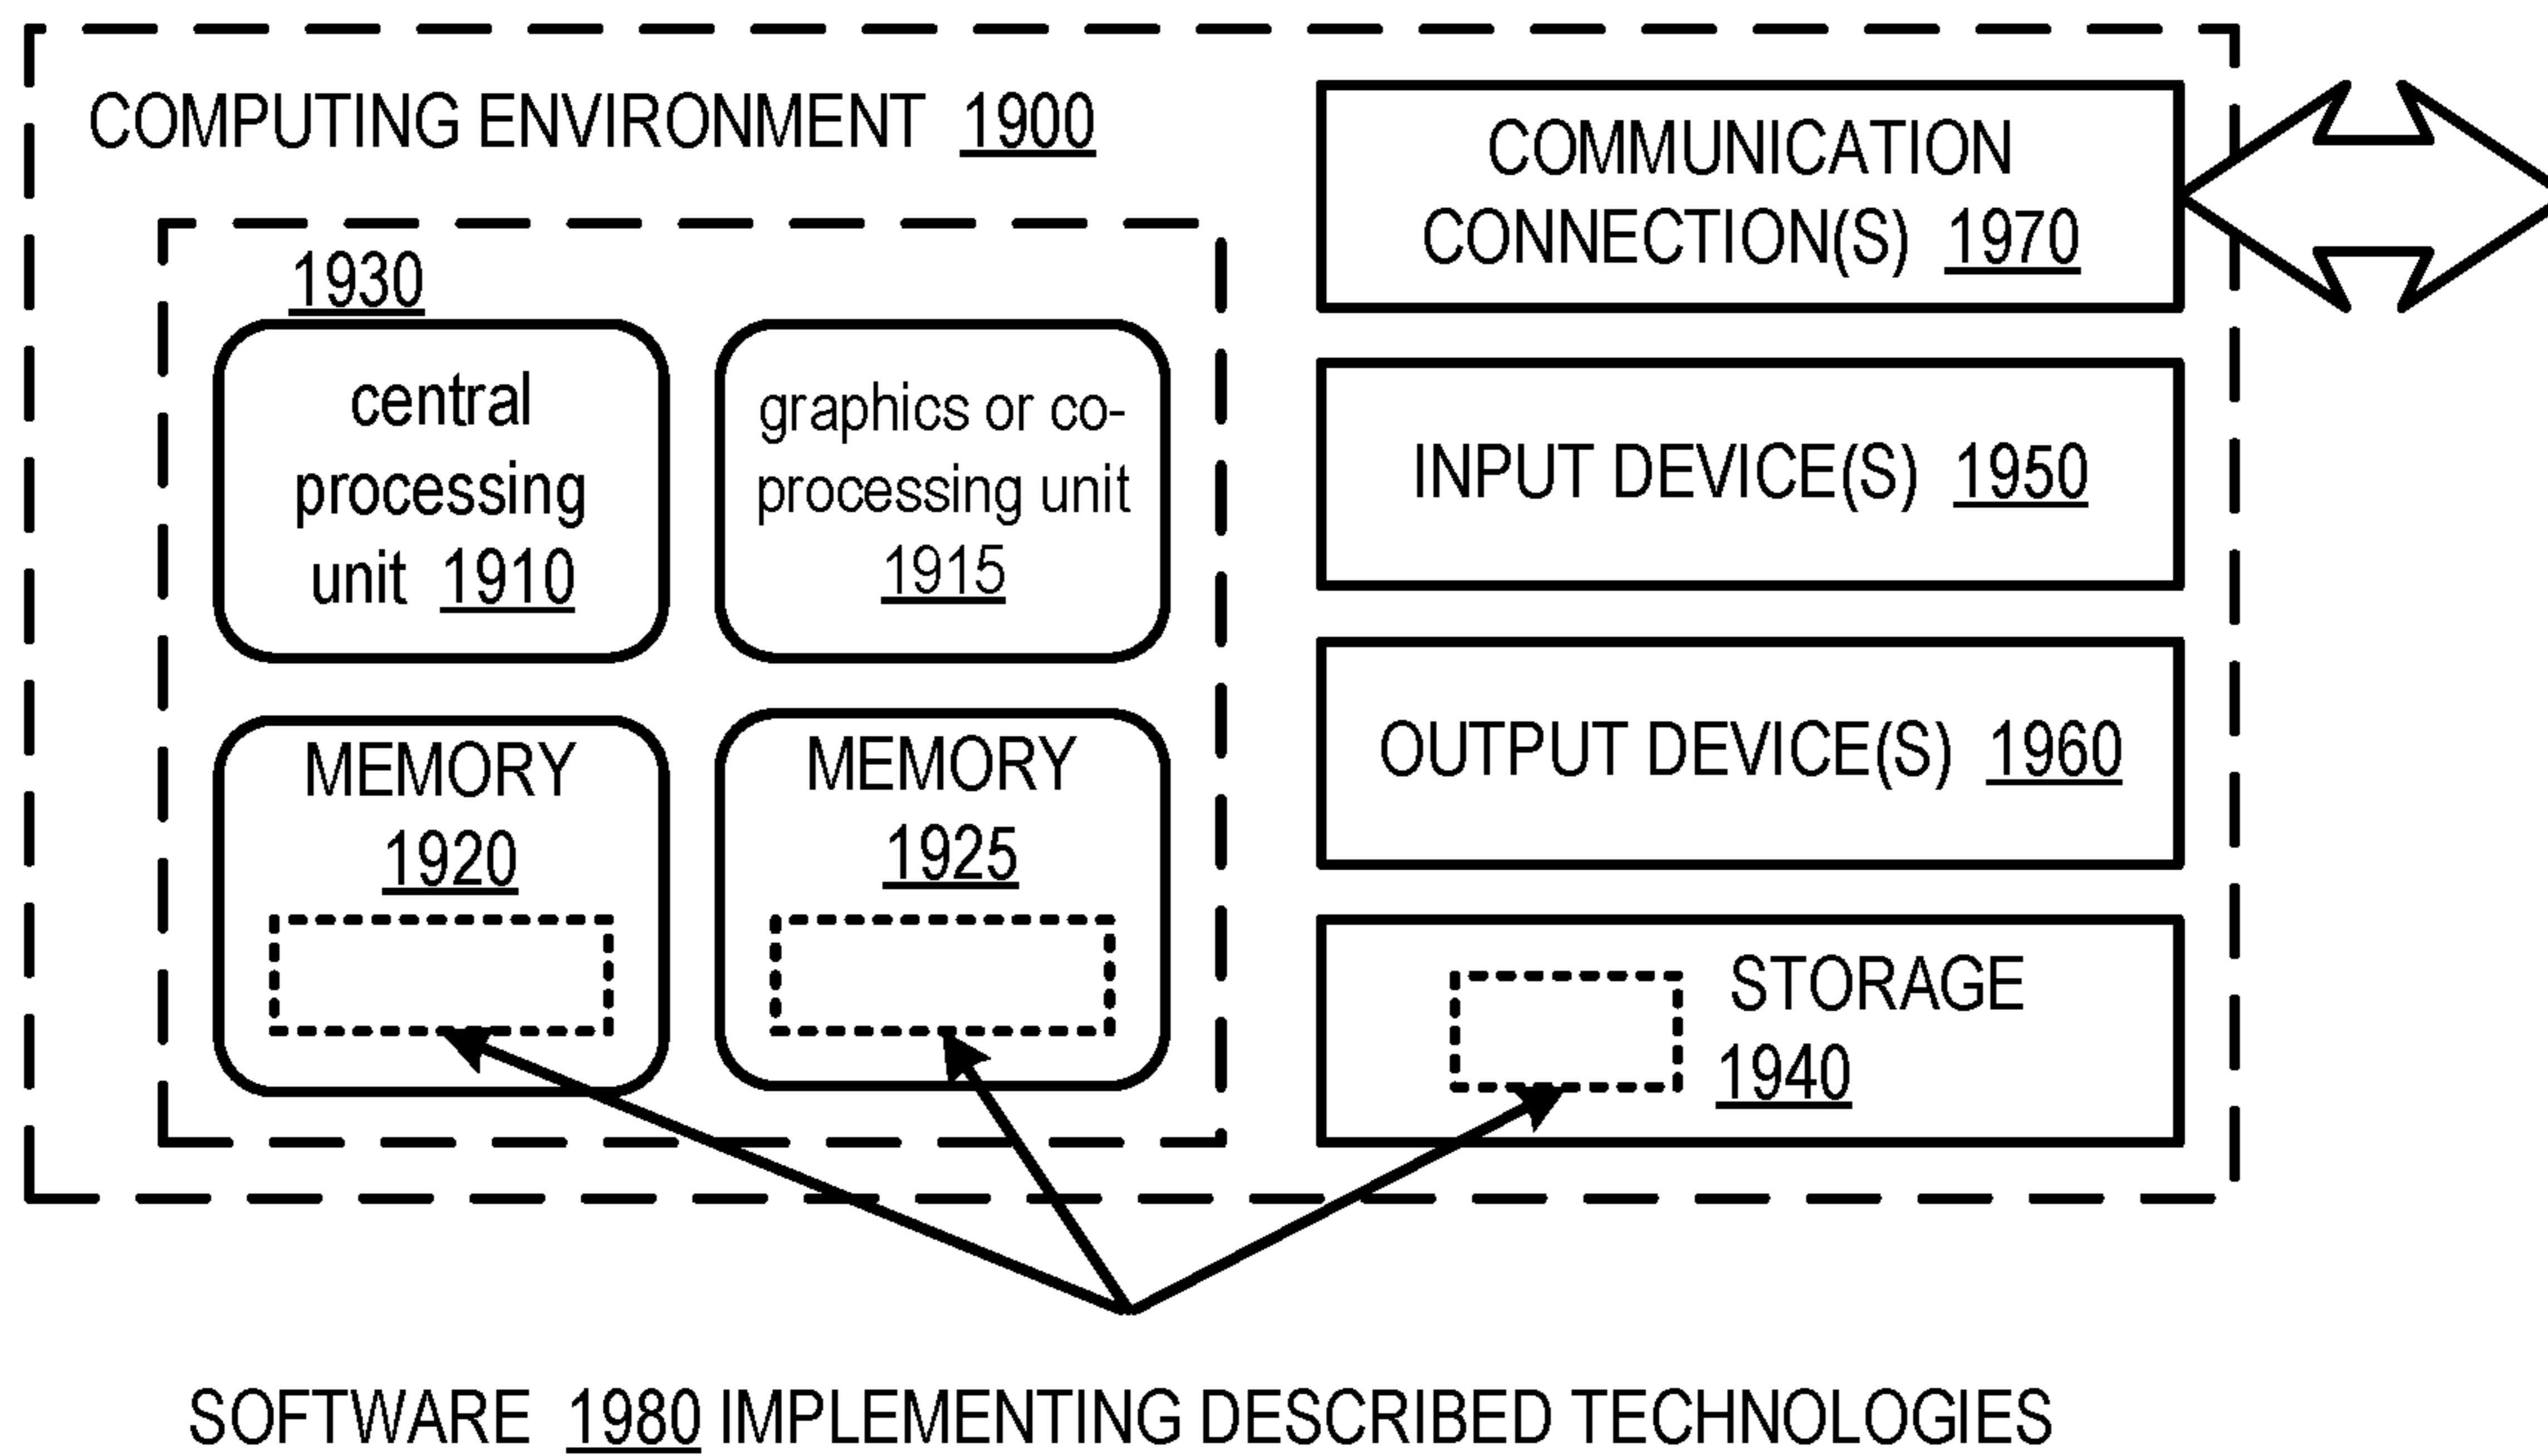 COMPUTING ENVIRONMENT 1900
1930
central
processing
unit 1910
graphics or co-
processing unit
1915
MEMORY
1920
MEMORY
1925
COMMUNICATION
CONNECTION(S) 1970
INPUT DEVICE(S) 1950
OUTPUT DEVICE(S) 1960
STORAGE
1940
SOFTWARE 1980 IMPLEMENTING DESCRIBED TECHNOLOGIES